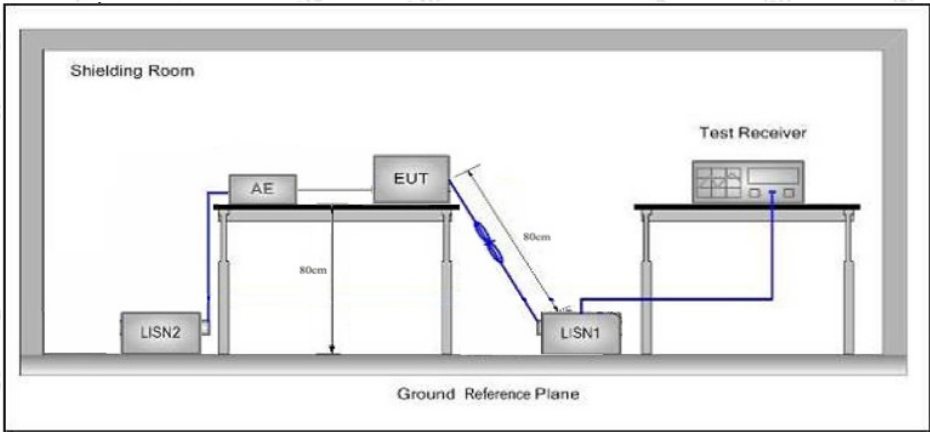 Shielding Room
Test Receiver
AE
EUT
80cm
80cm
LISN2
LISN1
Ground Reference Plane